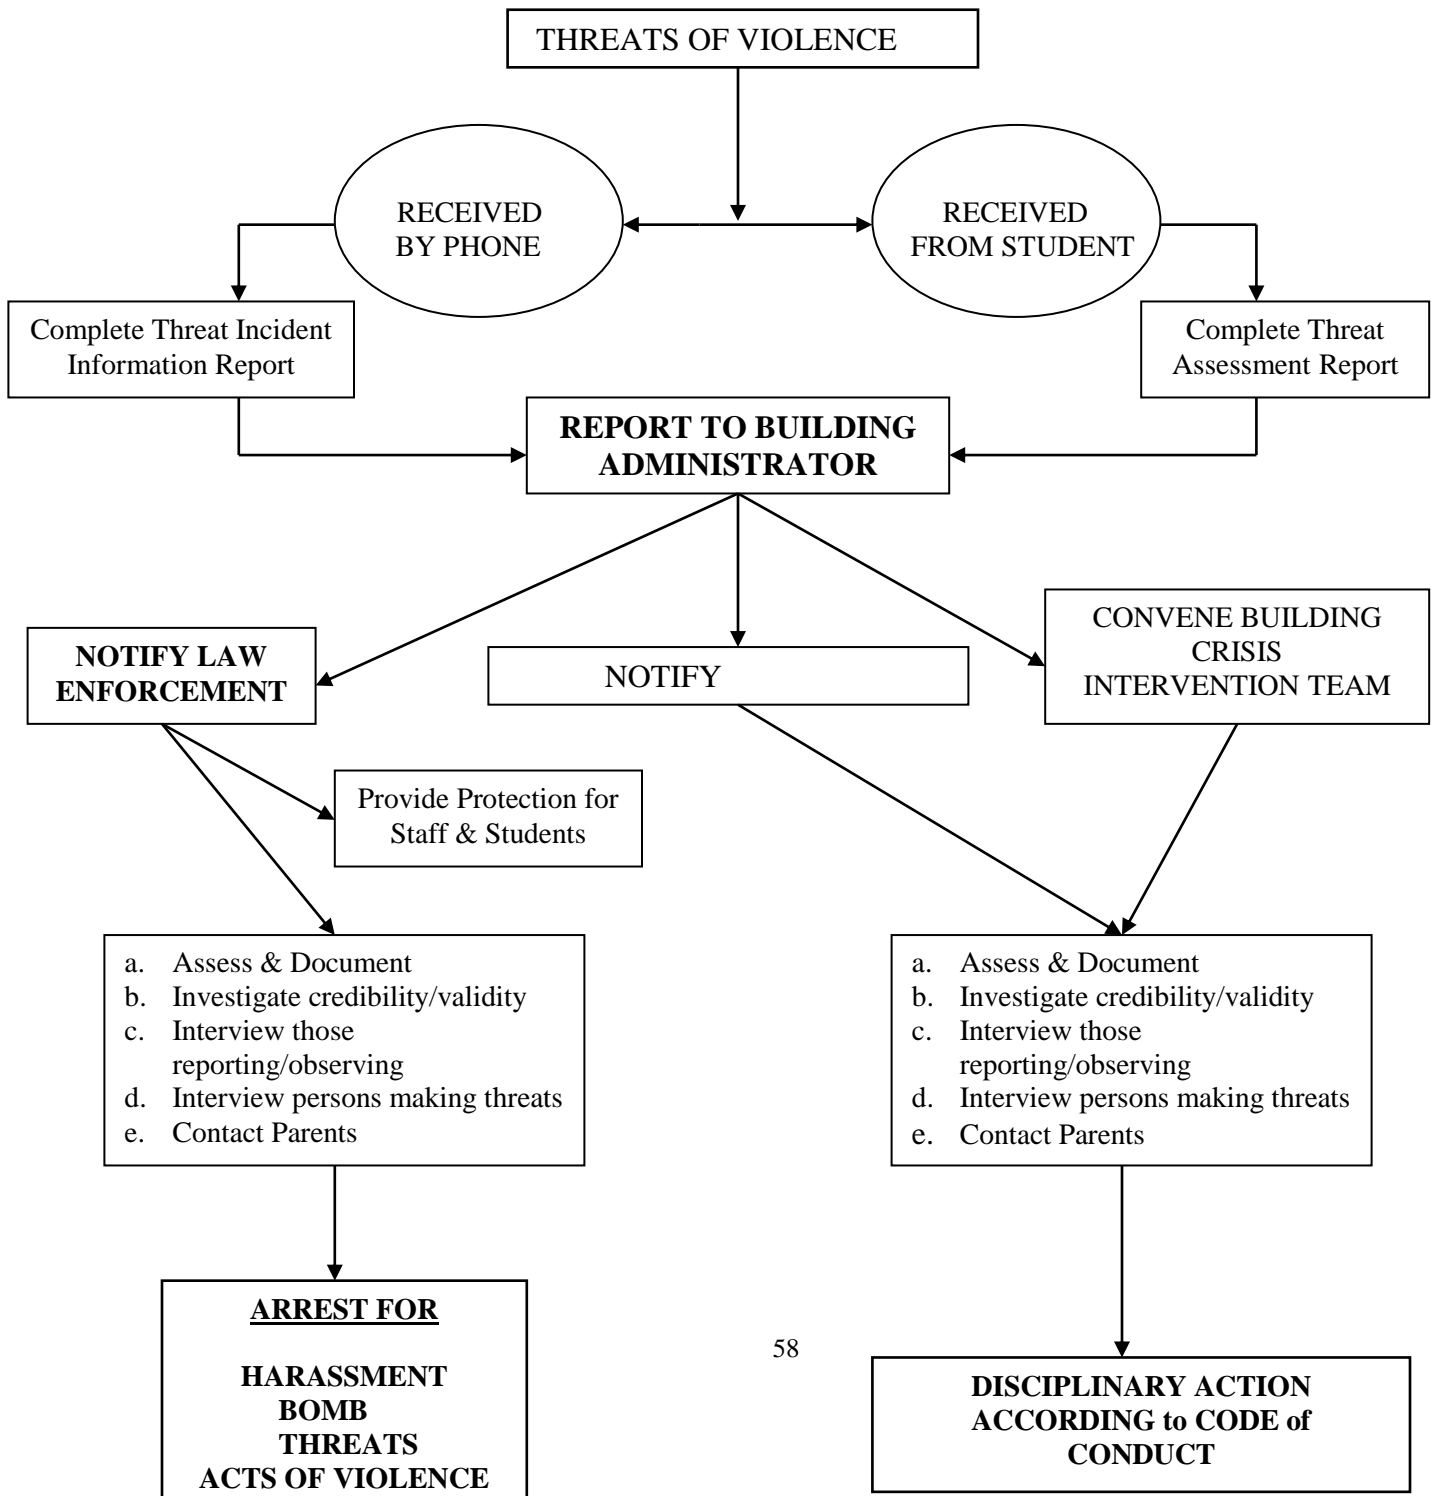 THREATS OF VIOLENCE
RECEIVED
BY PHONE
RECEIVED
FROM STUDENT
Complete Threat Incident
Information Report
Complete Threat
Assessment Report
REPORT TO BUILDING
ADMINISTRATOR
NOTIFY LAW
ENFORCEMENT
NOTIFY
CONVENE BUILDING
CRISIS
INTERVENTION TEAM
Provide Protection for
Staff & Students
a. Assess & Document
b. Investigate credibility/validity
c. Interview those
reporting/observing
d. Interview persons making threats
e. Contact Parents
a. Assess & Document
b. Investigate credibility/validity
c. Interview those
reporting/observing
d. Interview persons making threats
e. Contact Parents
ARREST FOR
HARASSMENT
BOMB
THREATS
ACTS OF VIOLENCE
58
DISCIPLINARY ACTION
ACCORDING to CODE of
CONDUCT